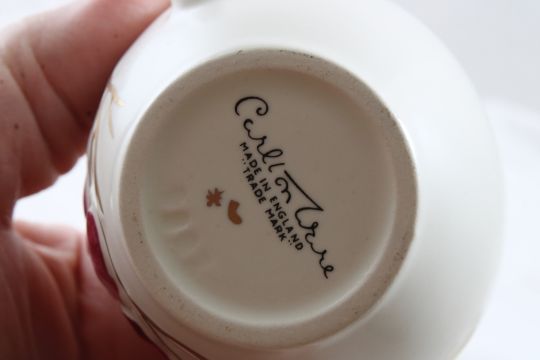 Carlton Ware
MADE IN ENGLAND
"TRADE MARK"